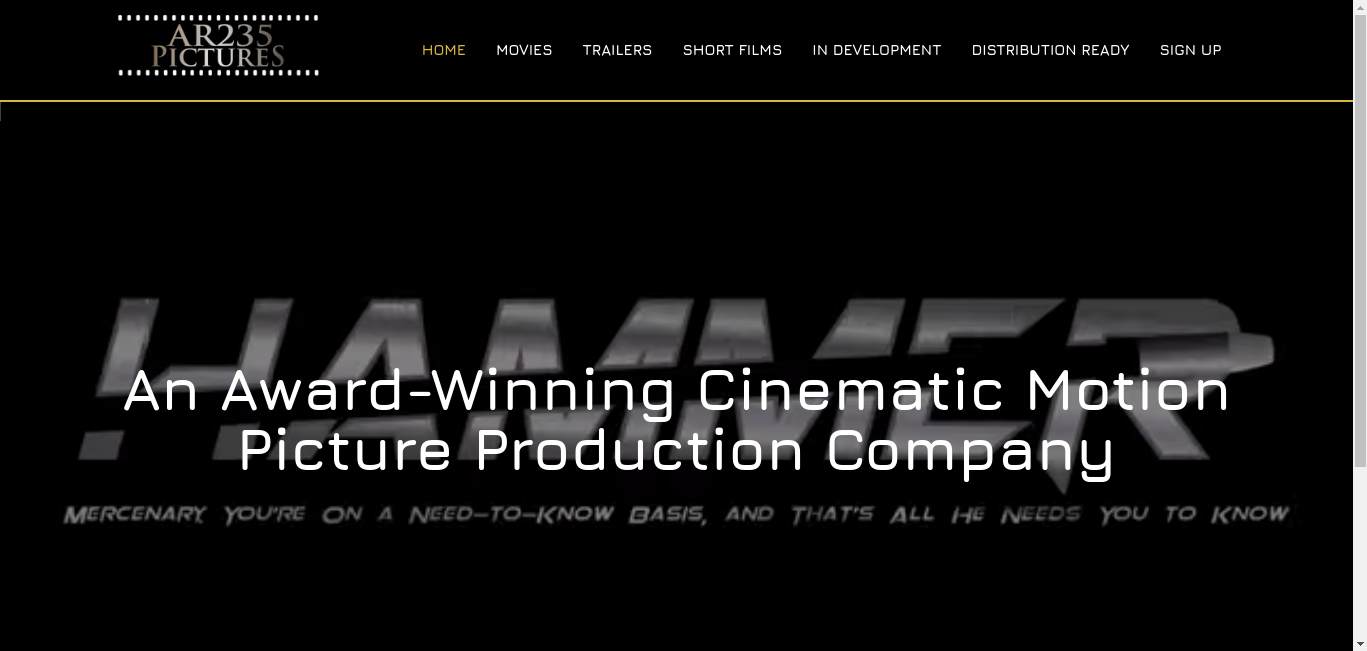 AR235
PICTURES
HOME MOVIES TRAILERS SHORT FILMS IN DEVELOPMENT DISTRIBUTION READY SIGN UP
HAMMER
An Award-Winning Cinematic Motion
Picture Production Company
Mercenary You're on a Need-to-Know Basis, and That's All He Needs You to Know